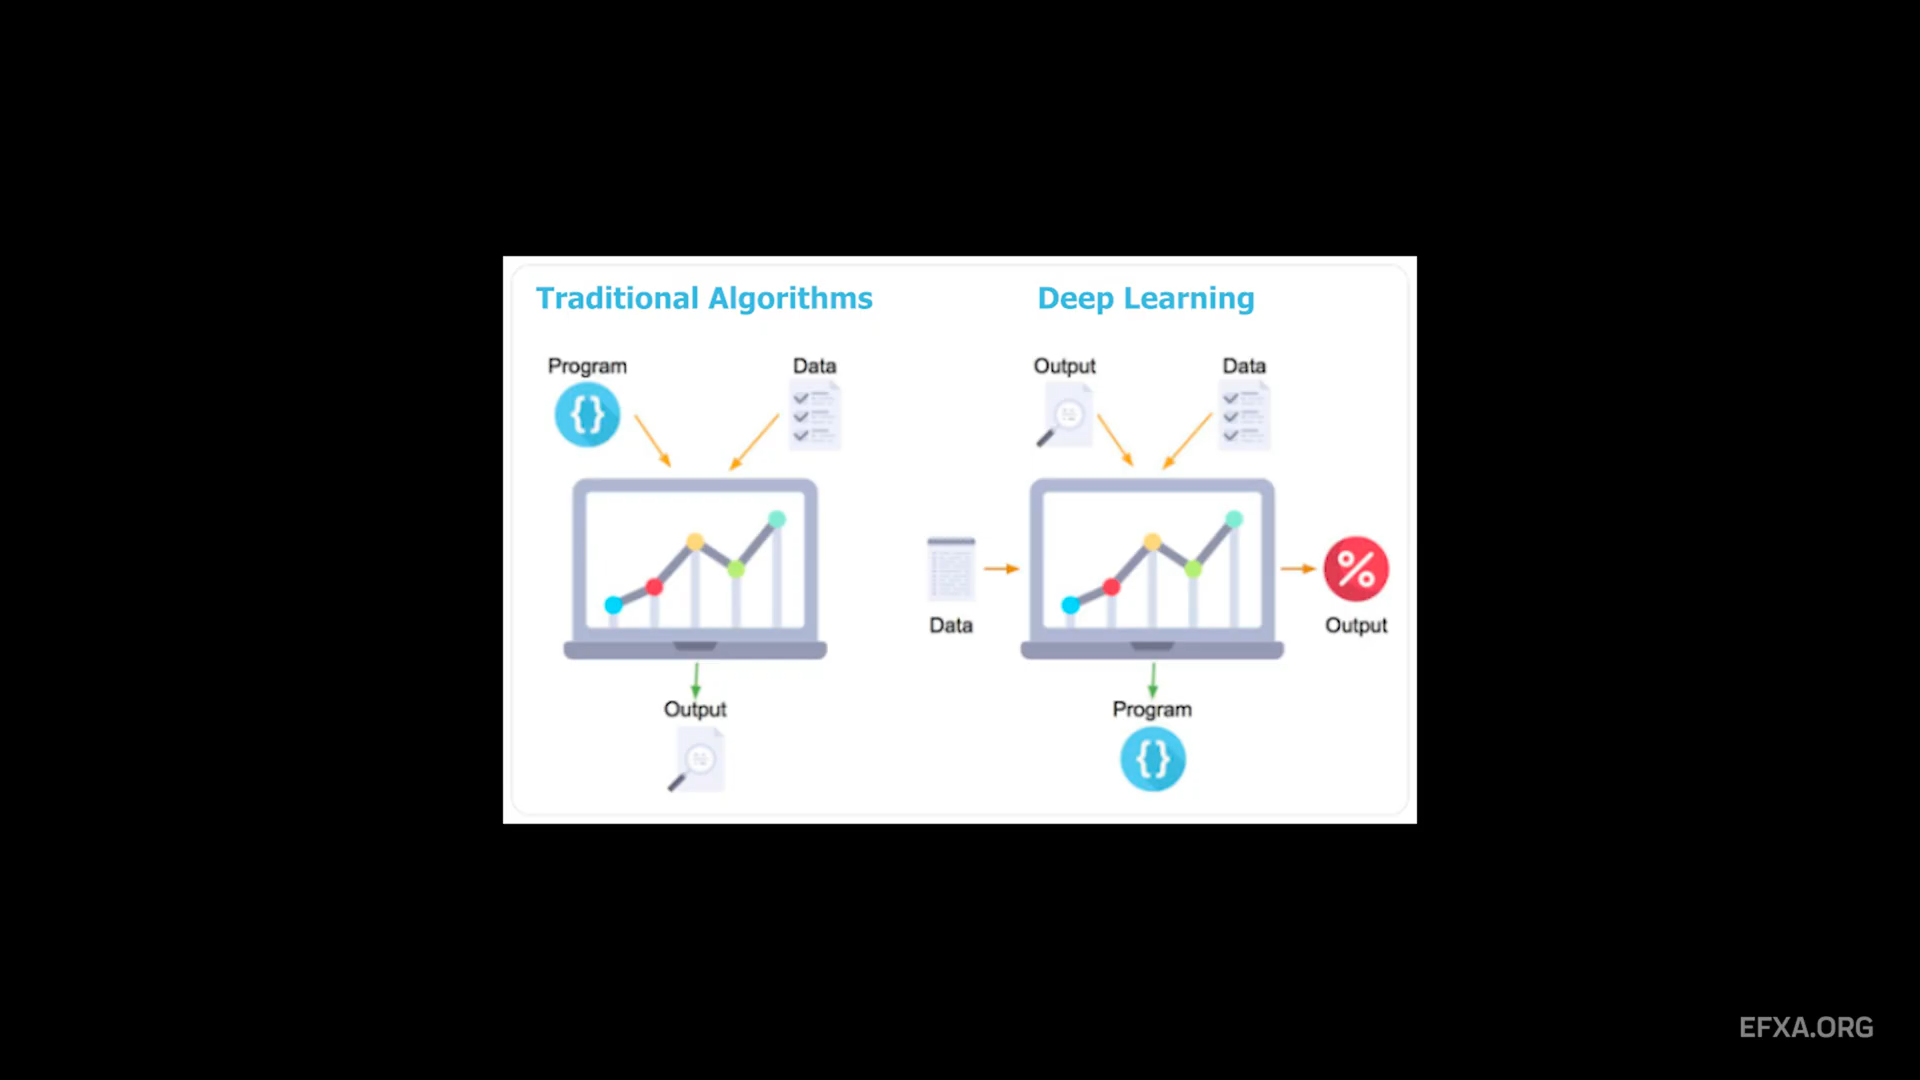 Traditional Algorithms
Program
Data
Output
Deep Learning
Output
Data
Data
Output
Program
EFXA.ORG